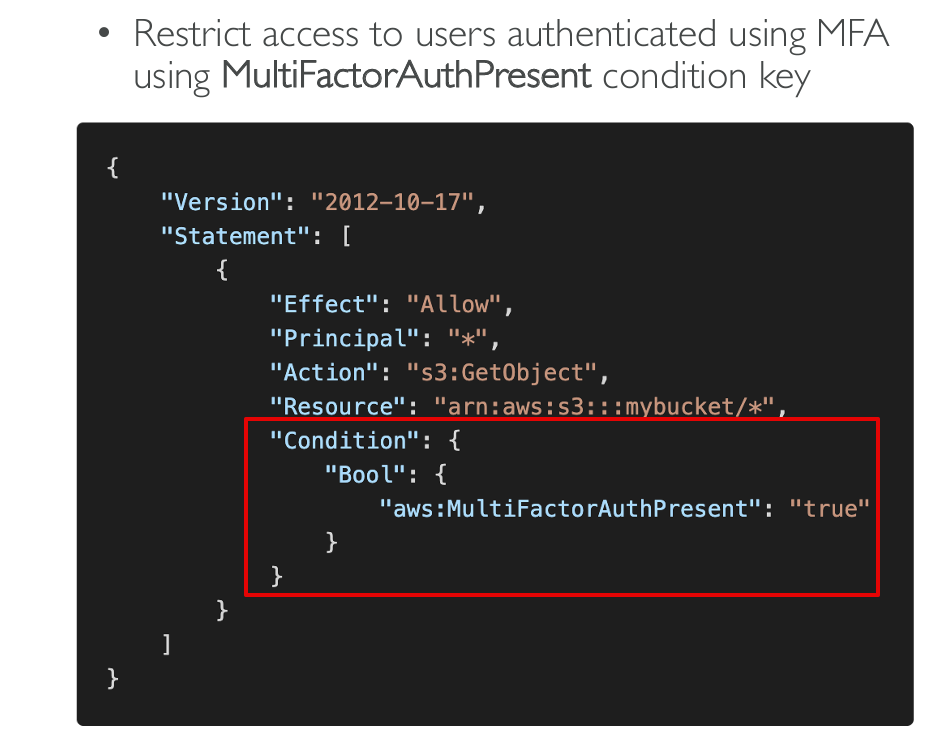 • Restrict access to users authenticated using MFA
using MultiFactorAuthPresent condition key
{
    "Version": "2012-10-17",
    "Statement": [
        {
            "Effect": "Allow",
            "Principal": "*",
            "Action": "s3:GetObject",
            "Resource": "arn:aws:s3:::mybucket/*",
            "Condition": {
                "Bool": {
                    "aws:MultiFactorAuthPresent": "true"
                }
            }
        }
    ]
}